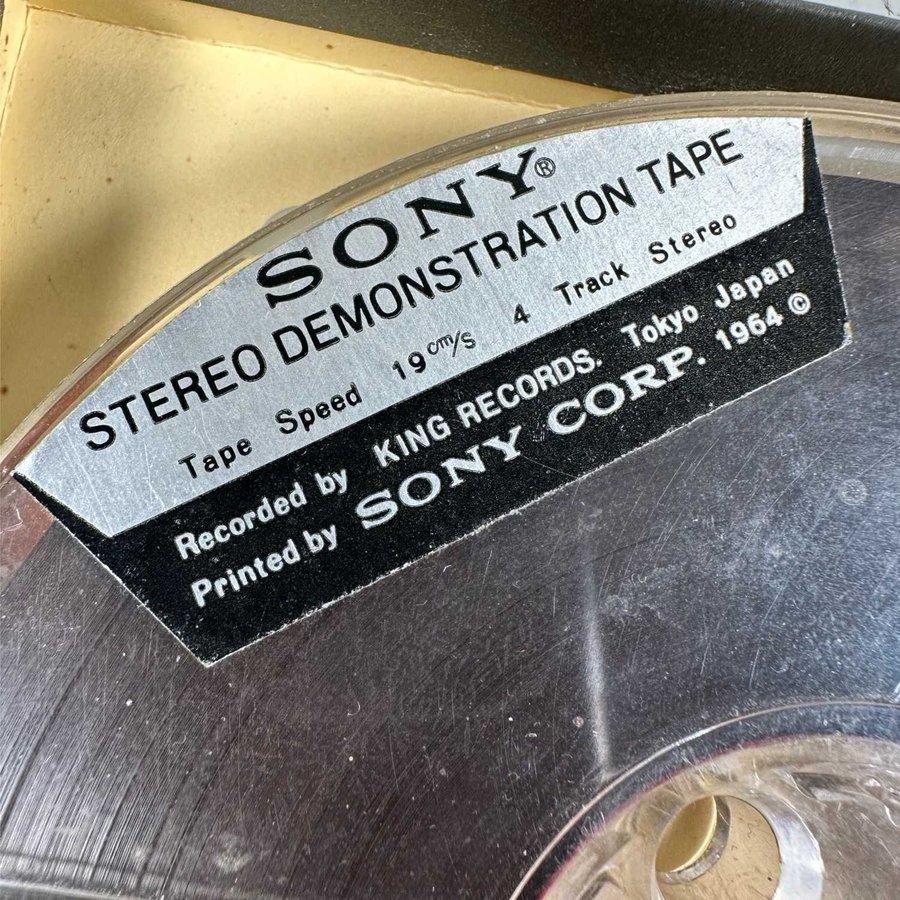 SONY®
STEREO DEMONSTRATION TAPE
Tape Speed 19 cm/s 4 Track Stereo
Recorded by KING RECORDS. Tokyo Japan
Printed by SONY CORP. 1964 ©